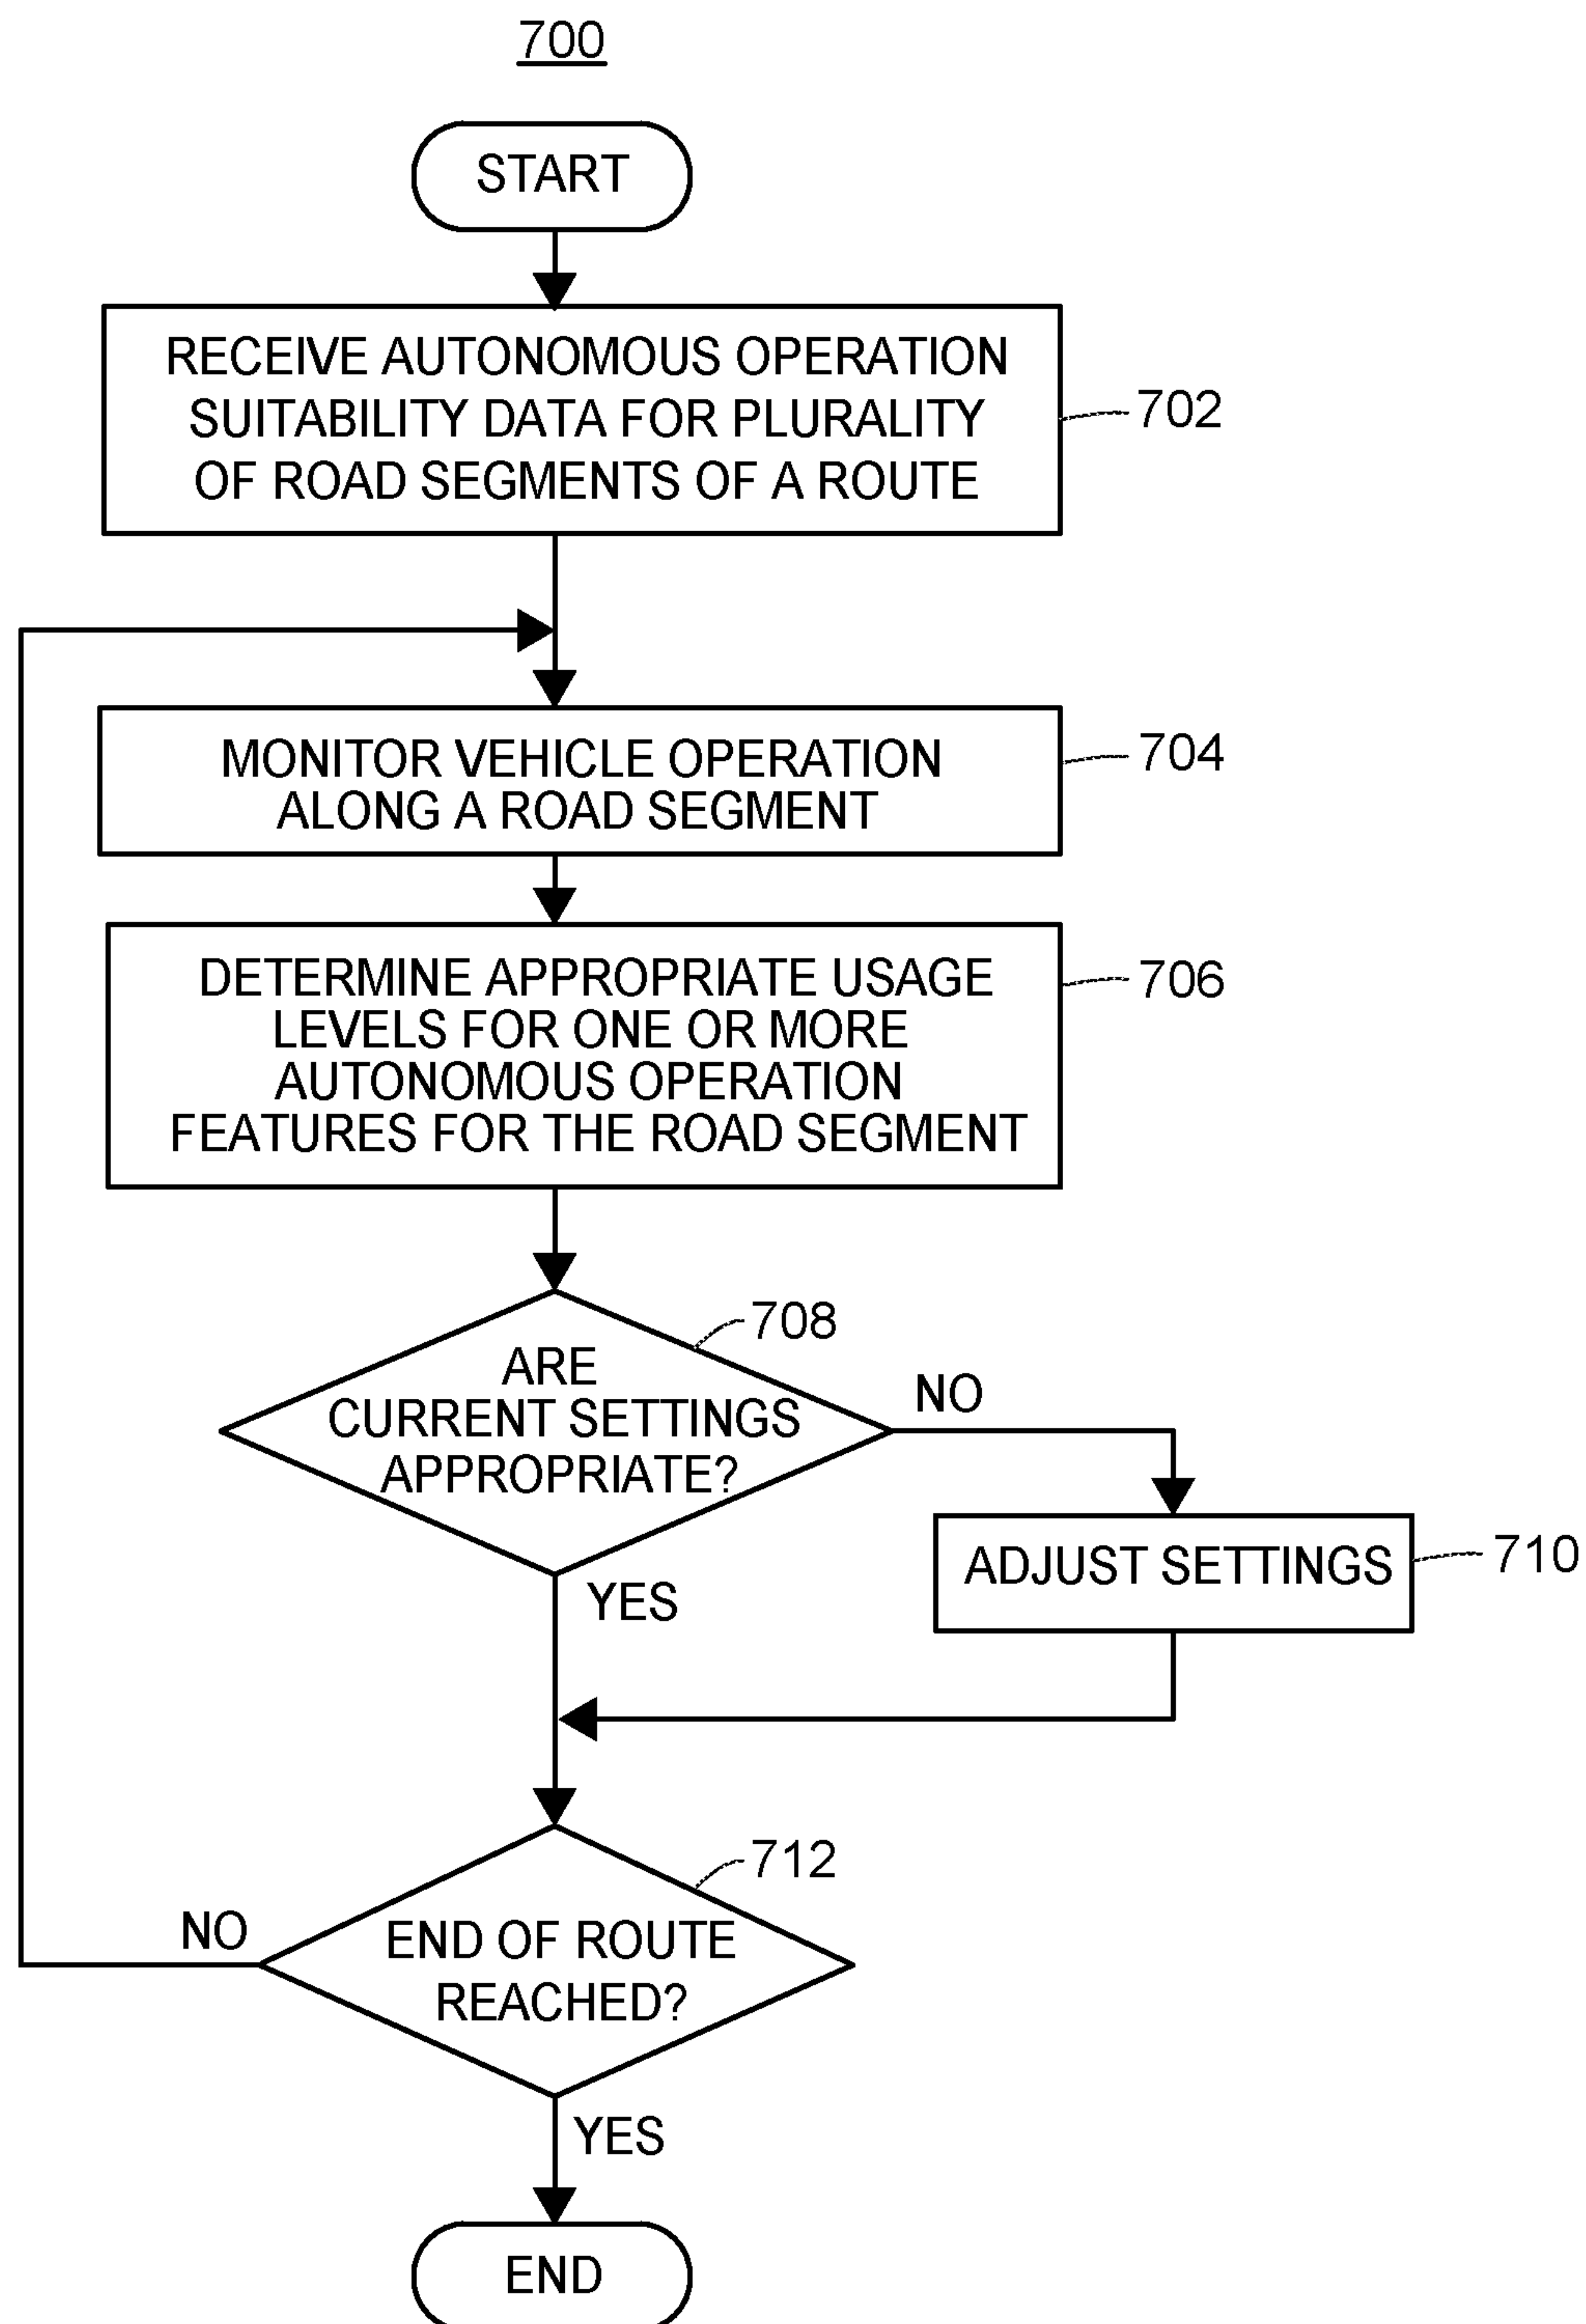 700
START
RECEIVE AUTONOMOUS OPERATION
SUITABILITY DATA FOR PLURALITY
OF ROAD SEGMENTS OF A ROUTE
702
MONITOR VEHICLE OPERATION
ALONG A ROAD SEGMENT
704
DETERMINE APPROPRIATE USAGE
LEVELS FOR ONE OR MORE
AUTONOMOUS OPERATION
FEATURES FOR THE ROAD SEGMENT
706
708
ARE
CURRENT SETTINGS
APPROPRIATE?
NO
YES
ADJUST SETTINGS
710
712
END OF ROUTE
REACHED?
NO
YES
END